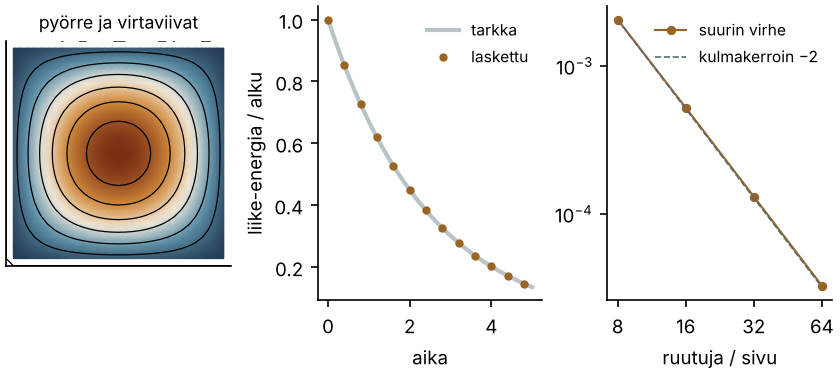 pyörre ja virtaviivat
liike-energia / alku
1.0
0.8
0.6
0.4
0.2
tarkka
laskettu
0
2
4
aika
10⁻³
10⁻⁴
suurin virhe
kulmakerroin −2
8
16
32
64
ruutuja / sivu